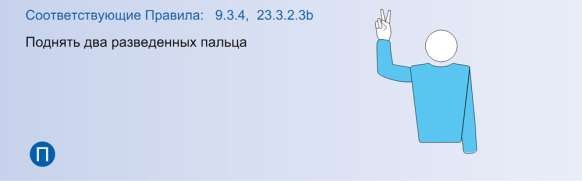 Соответствующие Правила: 9.3.4, 23.3.2.3b
Поднять два разведенных пальца
П